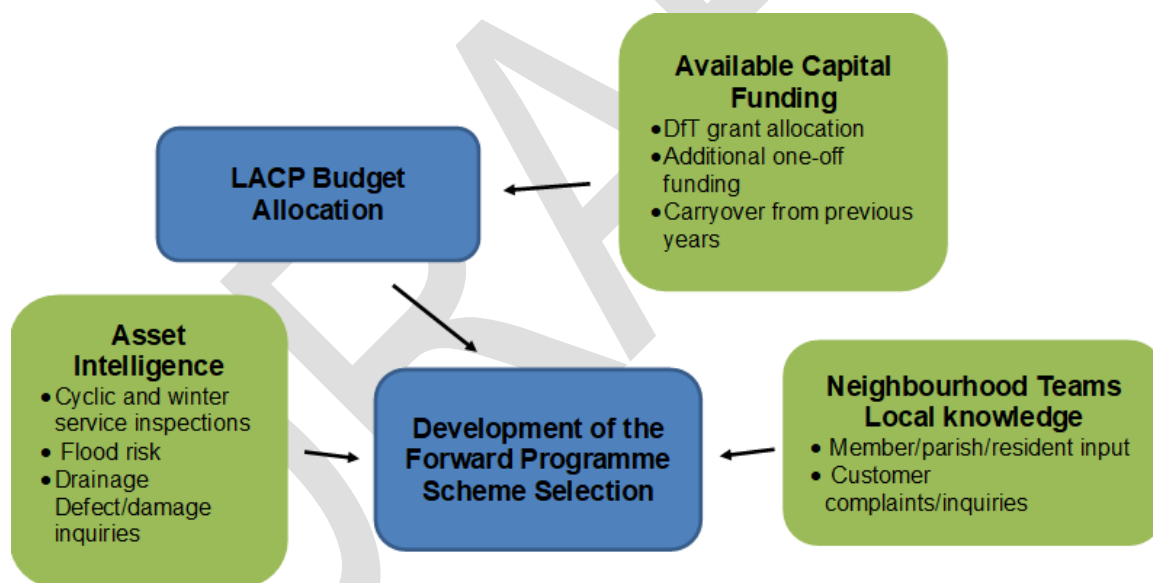 Available Capital
Funding
•DfT grant allocation
•Additional one-off
funding
•Carryover from previous
years
LACP Budget
Allocation
Asset
Intelligence
•Cyclic and winter
service inspections
• Flood risk
•Drainage
Defect/damage
inquiries
Development of the
Forward Programme
Scheme Selection
Neighbourhood Teams
Local knowledge
• Member/parish/resident input
• Customer
complaints/inquiries